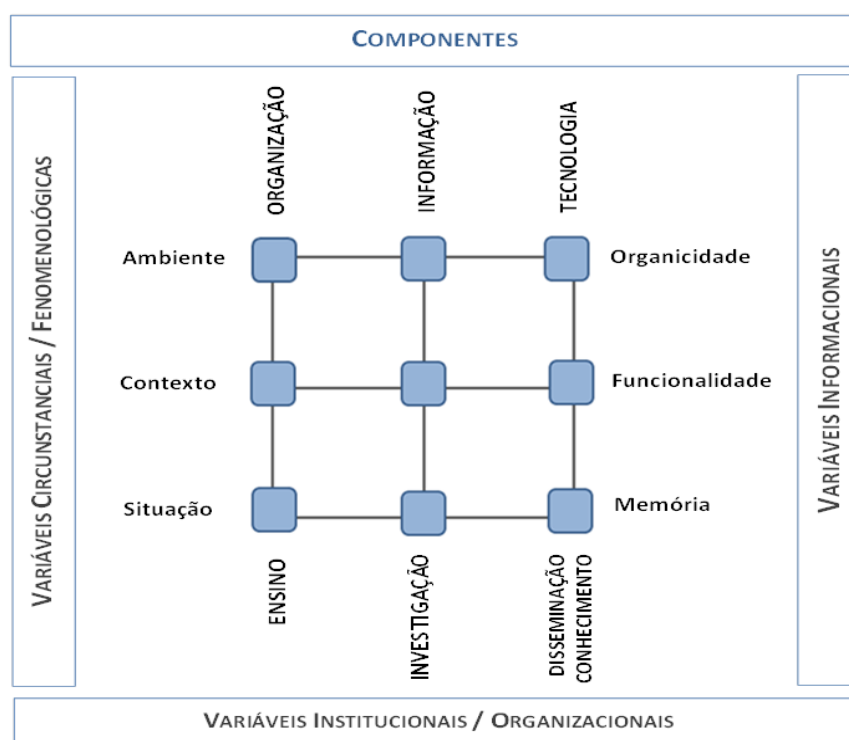 COMPONENTES
VARIÁVEIS CIRCUNSTANCIAIS / FENOMENOLÓGICAS
ORGANIZAÇÃO
INFORMAÇÃO
TECNOLOGIA
Ambiente
Organicidade
Contexto
Funcionalidade
Situação
Memória
ENSINO
INVESTIGAÇÃO
DISSEMINAÇÃO
CONHECIMENTO
VARIÁVEIS INFORMACIONAIS
VARIÁVEIS INSTITUCIONAIS / ORGANIZACIONAIS